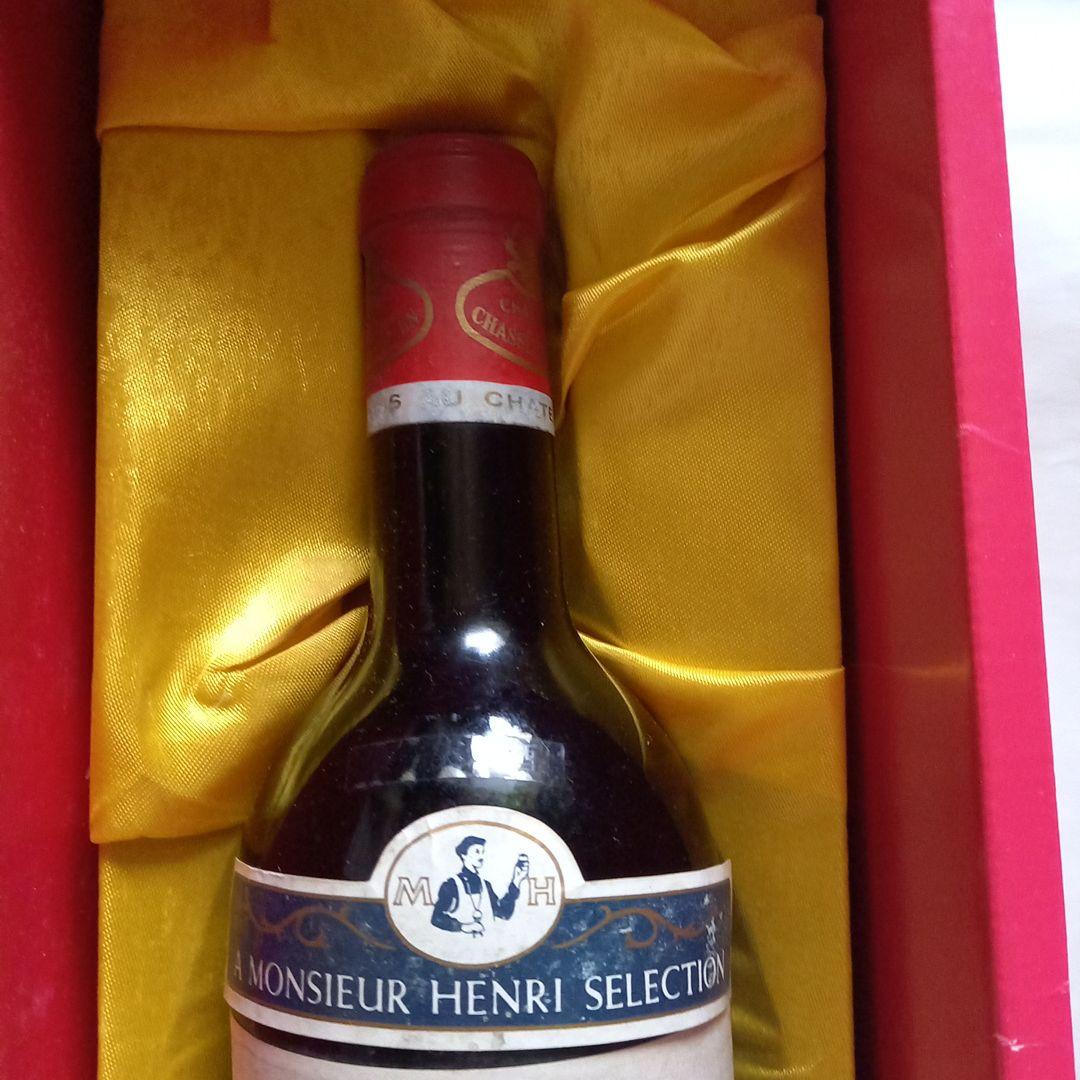 CHASS
S AU CHATE
M H
A MONSIEUR HENRI SELECTION